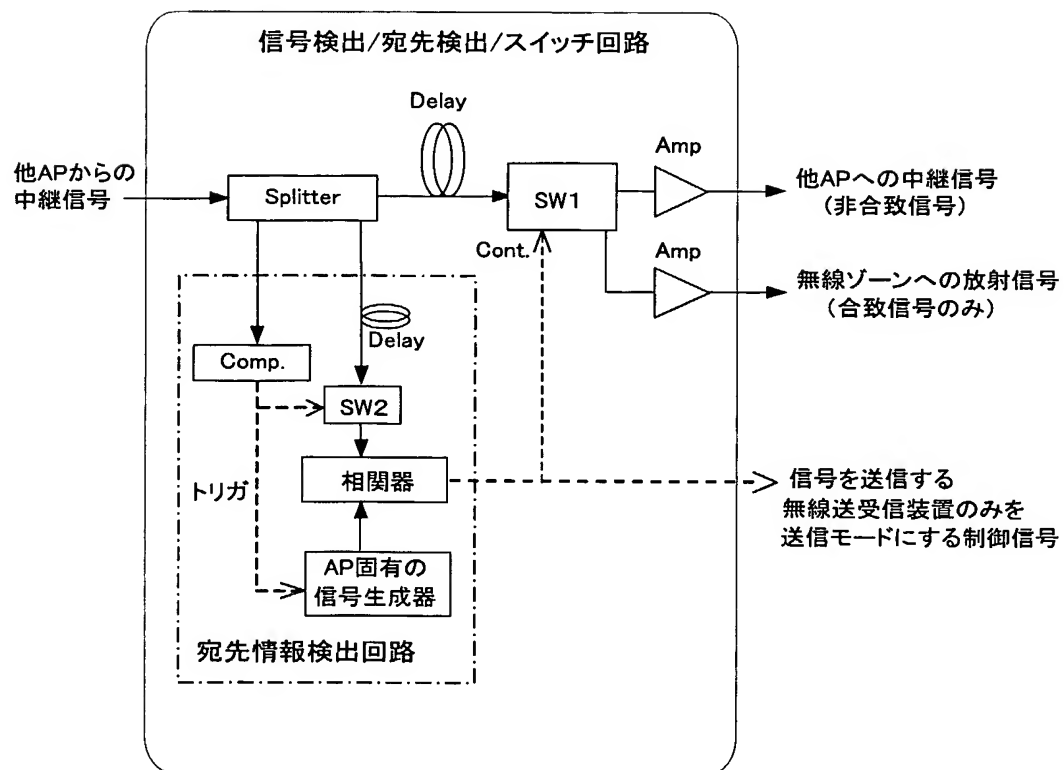 信号検出/宛先検出/スイッチ回路
Delay
Amp
他APからの
中継信号
Splitter
SW1
他APへの中継信号
(非合致信号)
Cont.
Amp
無線ゾーンへの放射信号
(合致信号のみ)
Delay
Comp.
SW2
トリガ
相関器
信号を送信する
無線送受信装置のみを
送信モードにする制御信号
AP固有の
信号生成器
宛先情報検出回路